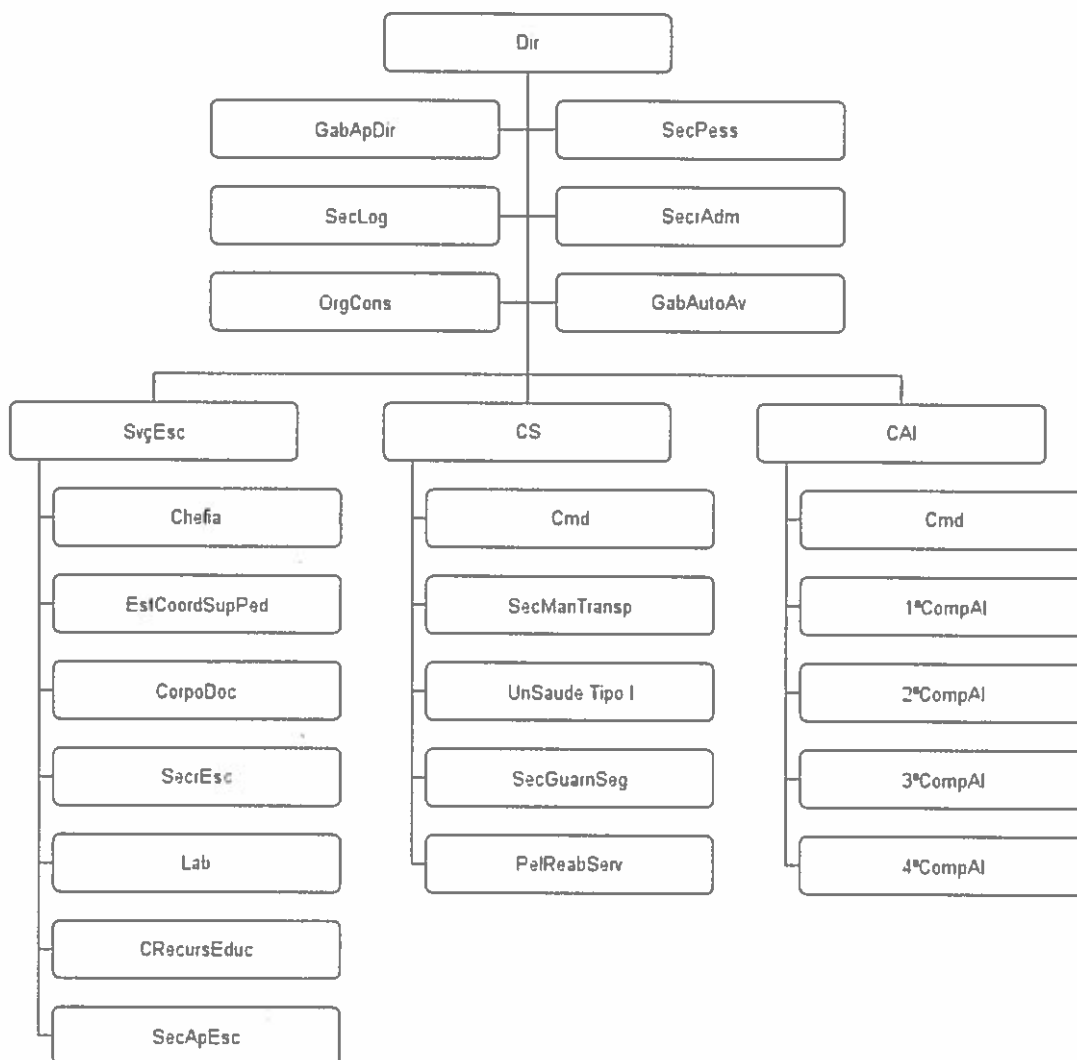 Dir
GabApDir
SecPess
SecLog
SecrAdm
OrgCons
GabAutoAv
SvçEsc
CS
CAl
Chefia
Cmd
Cmd
EstCoordSupPed
SecManTransp
1ªCompAl
CorpoDoc
UnSaude Tipo I
2ªCompAl
SecrEsc
SecGuarnSeg
3ªCompAl
Lab
PelReabServ
4ªCompAl
CRecursEduc
SecApEsc